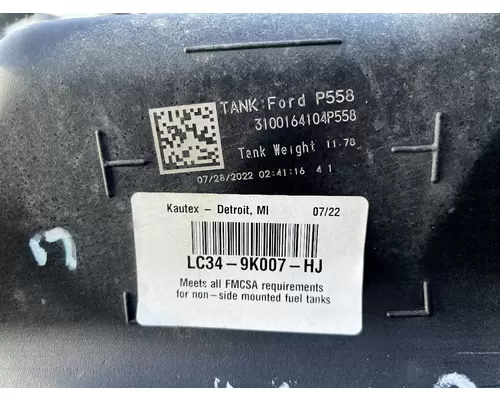 TANK:Ford P558
3100164104P558
Tank Weight 11.78
07/28/2022 02:41:16 4 1
Kautex - Detroit, MI 07/22
LC34-9K007-HJ
Meets all FMCSA requirements
for non-side mounted fuel tanks